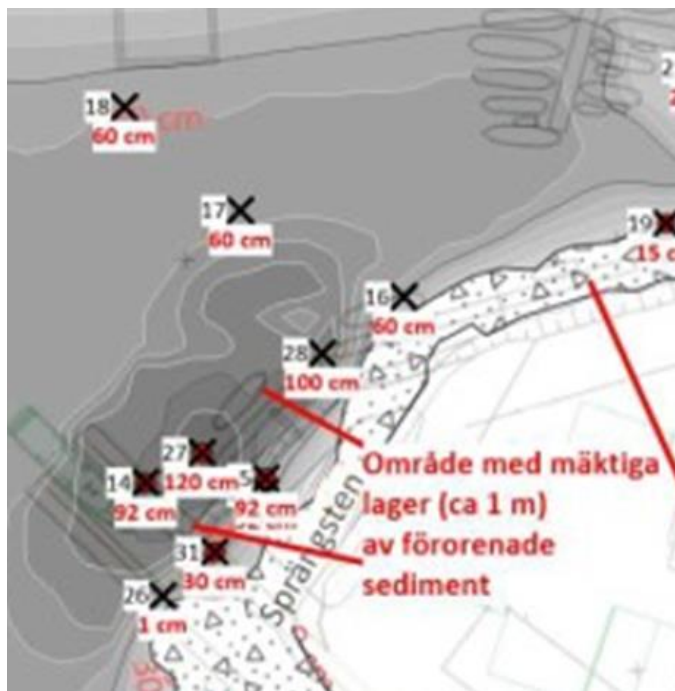 18
60 cm
cm
17
60 cm
19
15 c
16
60 cm
28
100 cm
27
120 cm
14
92 cm
5
92 cm
31
30 cm
26
1 cm
Sprängsten
Område med mäktiga
lager (ca 1 m)
av förorenade
sediment
30